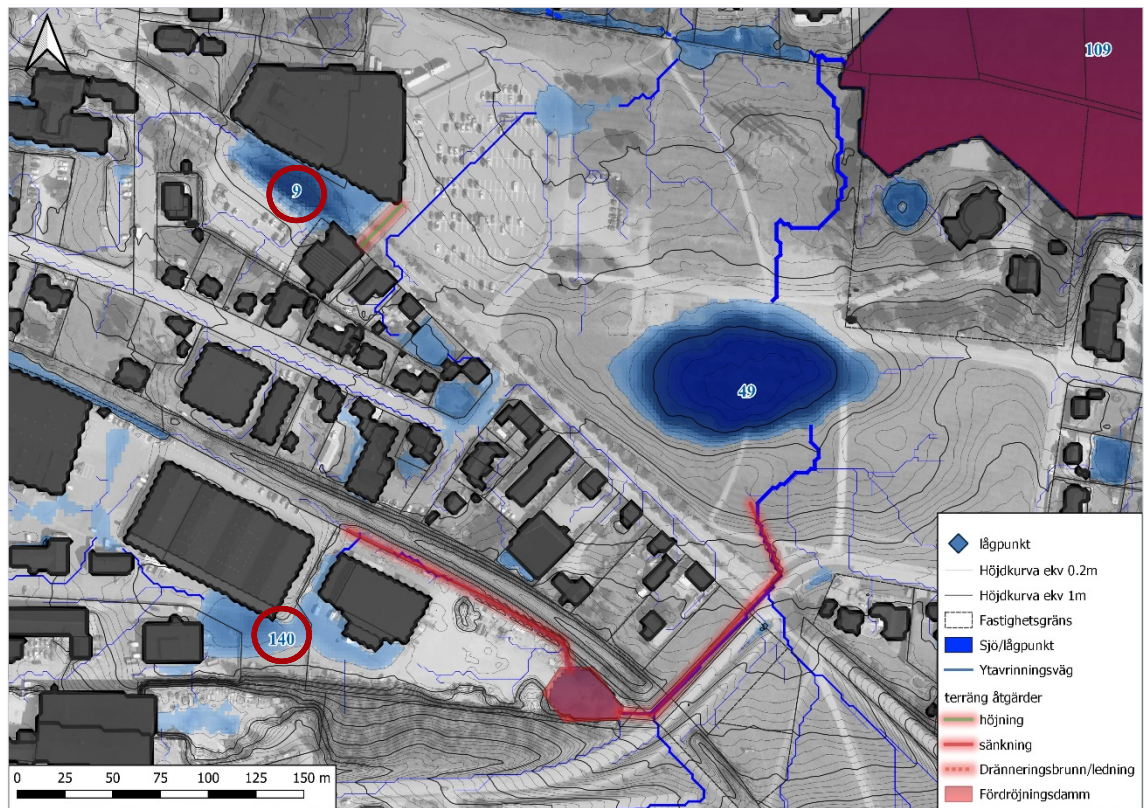 109
9
49
140
lågpunkt
Höjdkurva ekv 0.2m
Höjdkurva ekv 1m
Fastighetsgräns
Sjö/lågpunkt
Ytavrinningsväg
terräng åtgärder
höjning
sänkning
Dränneringsbrunn/ledning
Fördröjningsdamm
0 25 50 75 100 125 150 m